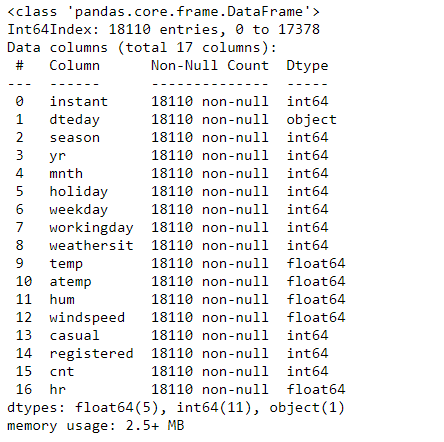 <class 'pandas.core.frame.DataFrame'>
Int64Index: 18110 entries, 0 to 17378
Data columns (total 17 columns):
 #   Column      Non-Null Count  Dtype
---  ------      --------------  -----
 0   instant     18110 non-null  int64
 1   dteday      18110 non-null  object
 2   season      18110 non-null  int64
 3   yr          18110 non-null  int64
 4   mnth        18110 non-null  int64
 5   holiday     18110 non-null  int64
 6   weekday     18110 non-null  int64
 7   workingday  18110 non-null  int64
 8   weathersit  18110 non-null  int64
 9   temp        18110 non-null  float64
 10  atemp       18110 non-null  float64
 11  hum         18110 non-null  float64
 12  windspeed   18110 non-null  float64
 13  casual      18110 non-null  int64
 14  registered  18110 non-null  int64
 15  cnt         18110 non-null  int64
 16  hr          18110 non-null  float64
dtypes: float64(5), int64(11), object(1)
memory usage: 2.5+ MB